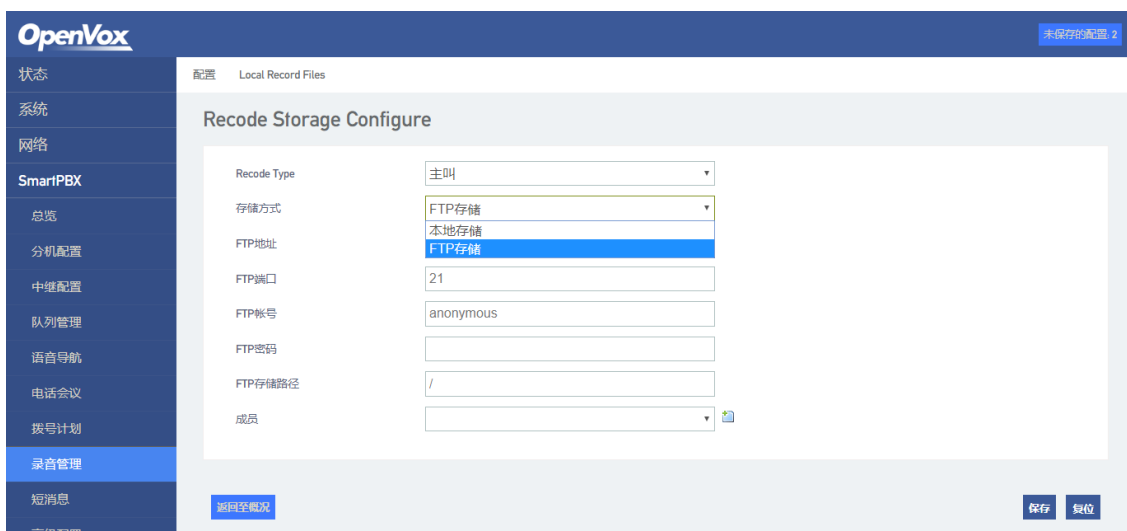 OpenVox
未保存的配置: 2
状态
系统
网络
SmartPBX
总览
分机配置
中继配置
队列管理
语音导航
电话会议
拨号计划
录音管理
短消息
配置 Local Record Files
Recode Storage Configure
Recode Type 主叫
存储方式 FTP存储
本地存储
FTP存储
FTP地址
FTP端口 21
FTP帐号 anonymous
FTP密码
FTP存储路径 /
成员
返回至概况
保存 复位